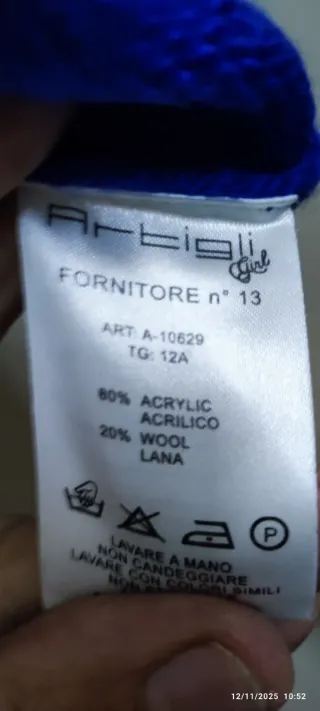 Artigli
Girl
FORNITORE n° 13
ART: A-10629
TG: 12A
80% ACRYLIC
ACRILICO
20% WOOL
LANA
P
LAVARE A MANO
NON CANDEGGIARE
LAVARE CON COLORI SIMILI
12/11/2025 10:52